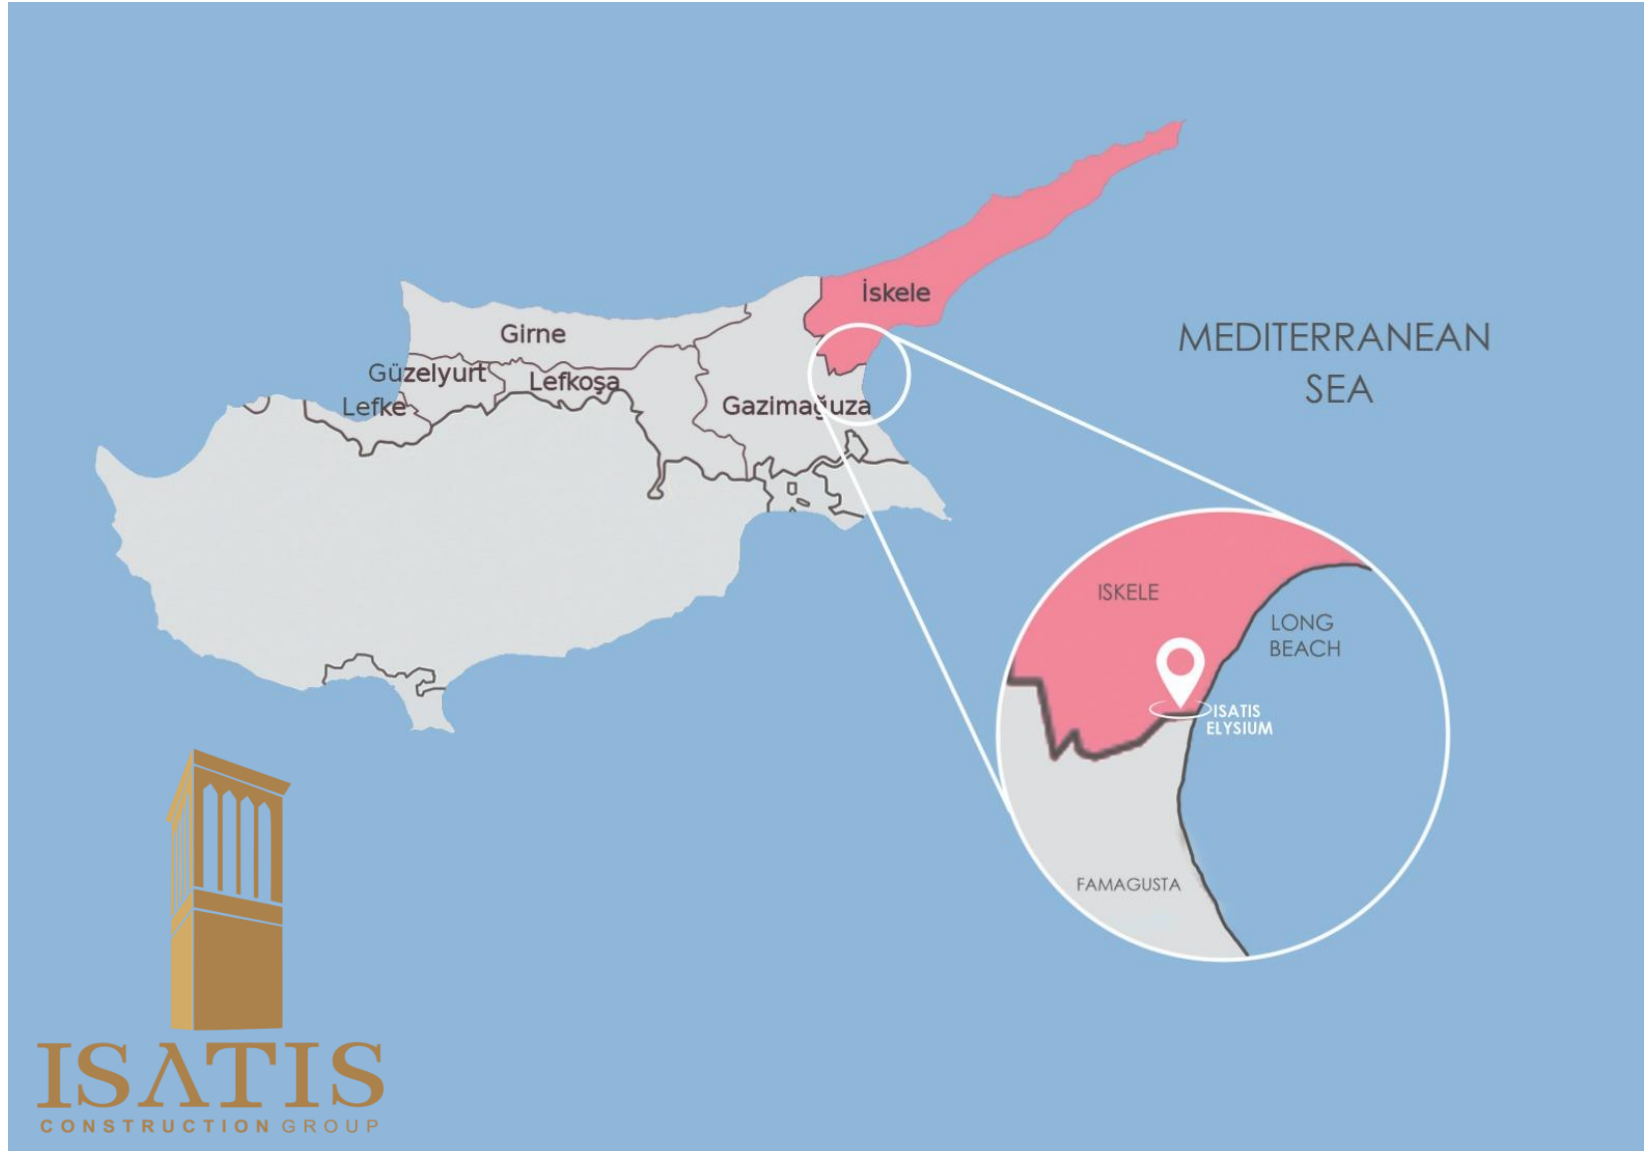 İskele
Girne
MEDITERRANEAN
SEA
Güzelyurt
Lefkoşa
Lefke
Gazimağuza
ISKELE
LONG
BEACH
ISATIS
ELYSIUM
FAMAGUSTA
ISATIS
CONSTRUCTION GROUP